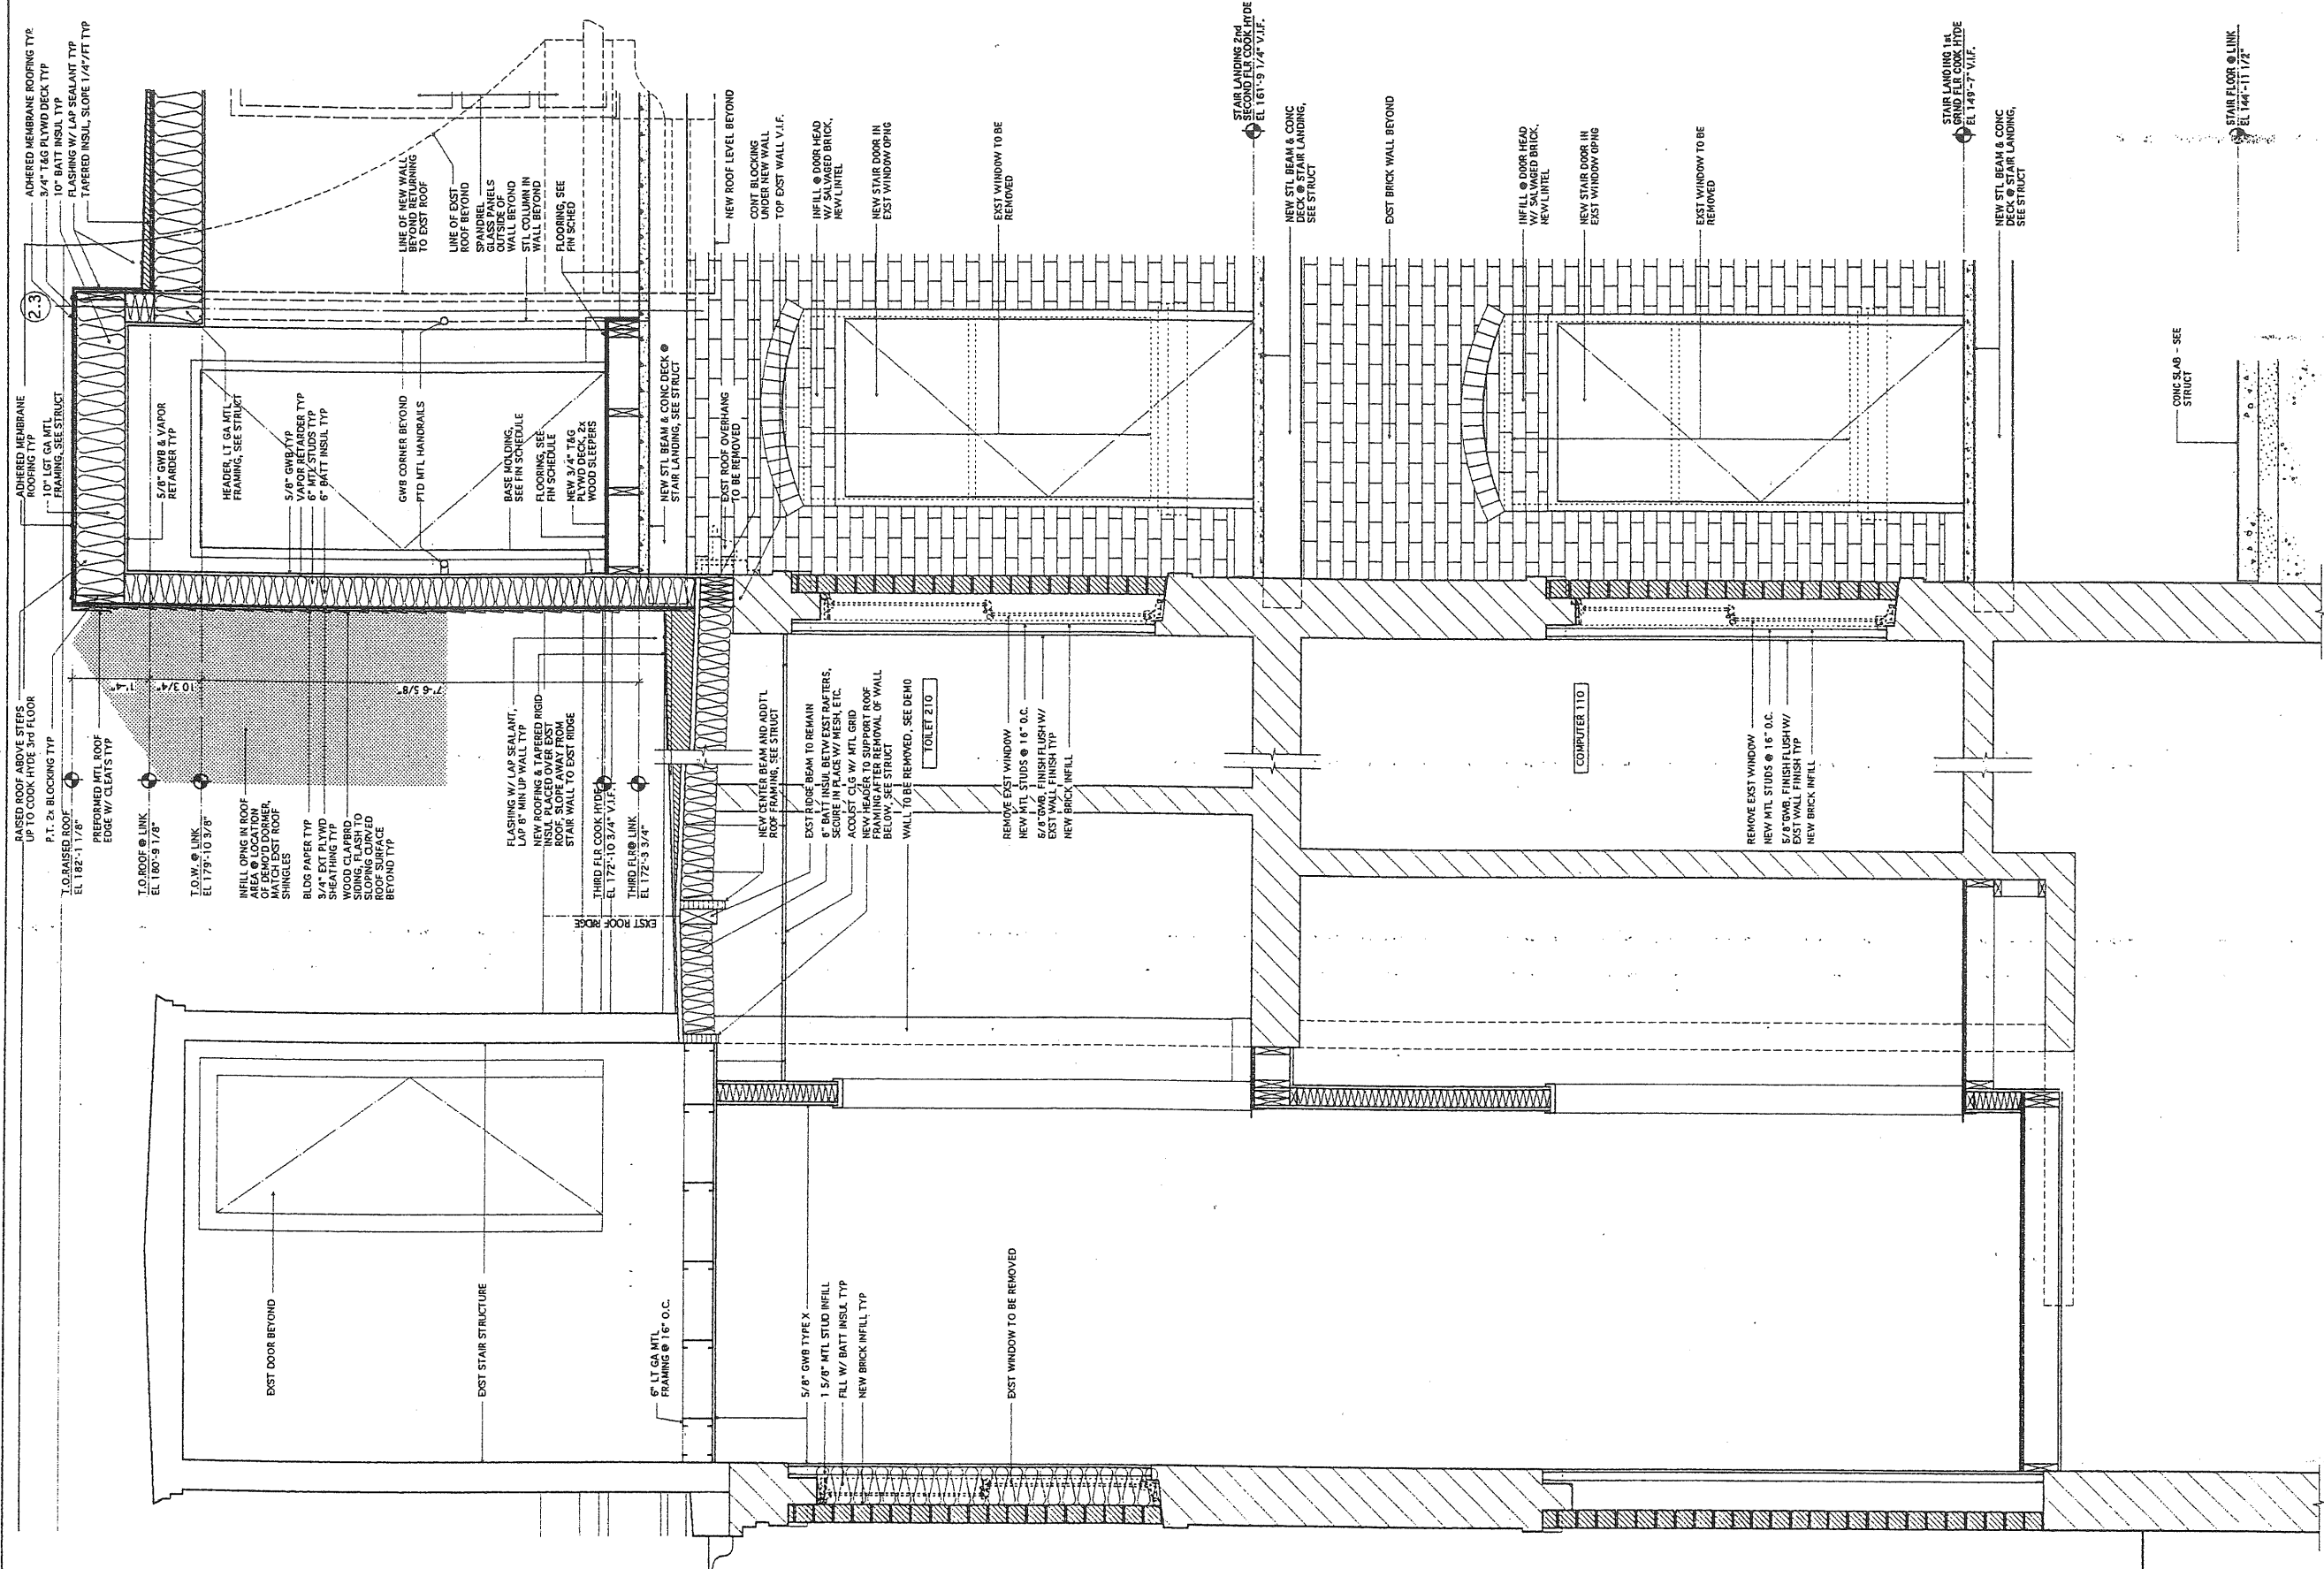 RAISED ROOF ABOVE STEPS
UP TO COOK HYDE 3rd FLOOR
P.T. 2x BLOCKING TYP
T.O.RAISED ROOF
EL 182'-1 1/8"
PREFORMED MTL ROOF
EDGE W/ CLEATS TYP
T.O.ROOF @ LINK
EL 180'-9 1/8"
T.O.W. @ LINK
EL 179'-10 3/8"
INFILL OPNG IN ROOF
AREA @ LOCATION
OF DEMO'D DORMER,
MATCH EXST ROOF
SHINGLES
BLDG PAPER TYP
3/4" EXT PLYWD
SHEATHING TYP
WOOD CLAPBRD
SIDING, FLASH TO
SLOPING CURVED
ROOF SURFACE
BEYOND TYP
1'-4"
10 3/4"
7'-6 5/8"
FLASHING W/ LAP SEALANT,
LAP 8" MIN UP WALL TYP
NEW ROOFING & TAPERED RIGID
INSUL PLACED OVER EXST
ROOF, SLOPE AWAY FROM
STAIR WALL TO EXST RIDGE
THIRD FLR COOK HYDE
EL 172'-10 3/4" V.I.F.
THIRD FLR@ LINK
EL 172'-3 3/4"
EXST ROOF RIDGE
ADHERED MEMBRANE
ROOFING TYP
10" LGT GA MTL
FRAMING, SEE STRUCT
5/8" GWB & VAPOR
RETARDER TYP
HEADER, LT GA MTL
FRAMING, SEE STRUCT
5/8" GWB TYP
VAPOR RETARDER TYP
6" MTL STUDS TYP
6" BATT INSUL TYP
GWB CORNER BEYOND
PTD MTL HANDRAILS
BASE MOLDING,
SEE FIN SCHEDULE
FLOORING, SEE
FIN SCHEDULE
NEW 3/4" T&G
PLYWD DECK, 2x
WOOD SLEEPERS
NEW STL BEAM & CONC DECK @
STAIR LANDING, SEE STRUCT
EXST ROOF OVERHANG
TO BE REMOVED
2.3
ADHERED MEMBRANE ROOFING TYP.
3/4" T&G PLYWD DECK TYP
10" BATT INSUL TYP
FLASHING W/ LAP SEALANT TYP
TAPERED INSUL, SLOPE 1/4"/FT TYP
LINE OF NEW WALL
BEYOND RETURNING
TO EXST ROOF
LINE OF EXST
ROOF BEYOND
SPANDREL
GLASS PANELS
OUTSIDE OF
WALL BEYOND
STL COLUMN IN
WALL BEYOND
FLOORING, SEE
FIN SCHED
NEW ROOF LEVEL BEYOND
CONT BLOCKING
UNDER NEW WALL
TOP EXST WALL V.I.F.
INFILL @ DOOR HEAD
W/ SALVAGED BRICK,
NEW LINTEL
NEW STAIR DOOR IN
EXST WINDOW OPNG
EXST WINDOW TO BE
REMOVED
STAIR LANDING 2nd
SECOND FLR COOK HYDE
EL 161'-9 1/4" V.I.F.
NEW STL BEAM & CONC
DECK @ STAIR LANDING,
SEE STRUCT
EXST BRICK WALL BEYOND
INFILL @ DOOR HEAD
W/ SALVAGED BRICK,
NEW LINTEL
NEW STAIR DOOR IN
EXST WINDOW OPNG
EXST WINDOW TO BE
REMOVED
STAIR LANDING 1st
GRND FLR COOK HYDE
EL 149'-7" V.I.F.
NEW STL BEAM & CONC
DECK @ STAIR LANDING,
SEE STRUCT
STAIR FLOOR @ LINK
EL 144'-11 1/2"
CONC SLAB - SEE
STRUCT
NEW CENTER BEAM AND ADDT'L
ROOF FRAMING, SEE STRUCT
EXST RIDGE BEAM TO REMAIN
8" BATT INSUL BETW EXST RAFTERS,
SECURE IN PLACE W/ MESH, ETC.
ACOUST CLG W/ MTL GRID
NEW HEADER TO SUPPORT ROOF
FRAMING AFTER REMOVAL OF WALL
BELOW, SEE STRUCT
WALL TO BE REMOVED, SEE DEMO
TOILET 210
REMOVE EXST WINDOW
NEW MTL STUDS @ 16" O.C.
5/8"GWB, FINISH FLUSH W/
EXST WALL FINISH TYP
NEW BRICK INFILL
COMPUTER 110
REMOVE EXST WINDOW
NEW MTL STUDS @ 16" O.C.
5/8"GWB, FINISH FLUSH W/
EXST WALL FINISH TYP
NEW BRICK INFILL
EXST DOOR BEYOND
EXST STAIR STRUCTURE
6" LT GA MTL
FRAMING @ 16" O.C.
5/8" GWB TYPE X
1 5/8" MTL STUD INFILL
FILL W/ BATT INSUL TYP
NEW BRICK INFILL TYP
EXST WINDOW TO BE REMOVED